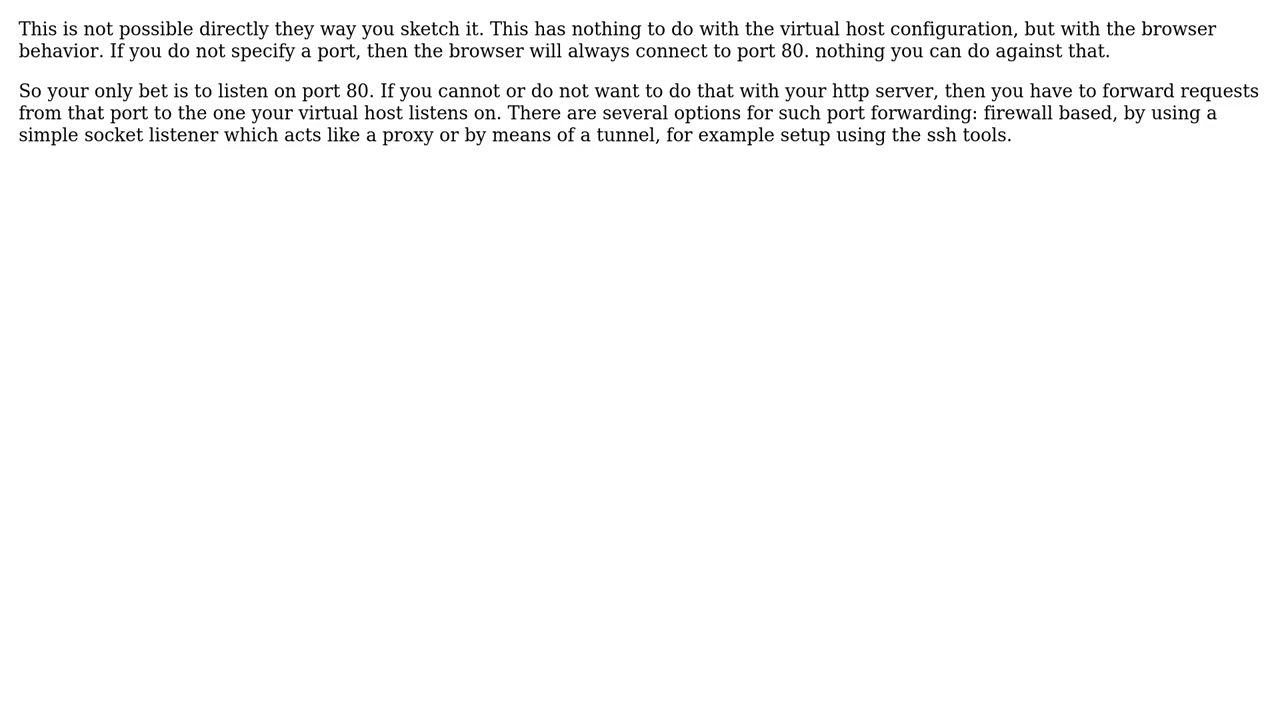 This is not possible directly they way you sketch it. This has nothing to do with the virtual host configuration, but with the browser
behavior. If you do not specify a port, then the browser will always connect to port 80. nothing you can do against that.
So your only bet is to listen on port 80. If you cannot or do not want to do that with your http server, then you have to forward requests
from that port to the one your virtual host listens on. There are several options for such port forwarding: firewall based, by using a
simple socket listener which acts like a proxy or by means of a tunnel, for example setup using the ssh tools.